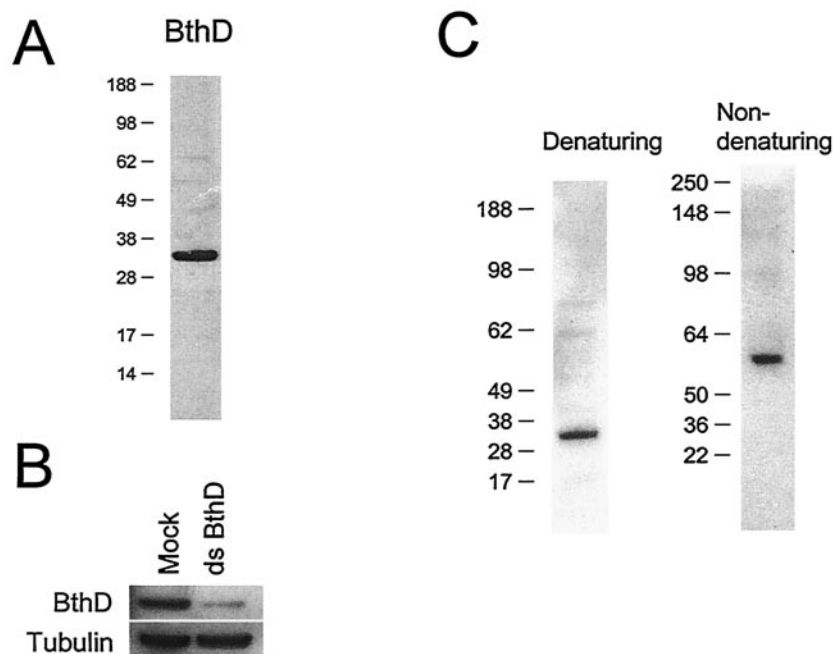 A
BthD
188
98
62
49
38
28
17
14
B
Mock
ds BthD
BthD
Tubulin
C
Denaturing
188
98
62
49
38
28
17
Non-
denaturing
250
148
98
64
50
36
22